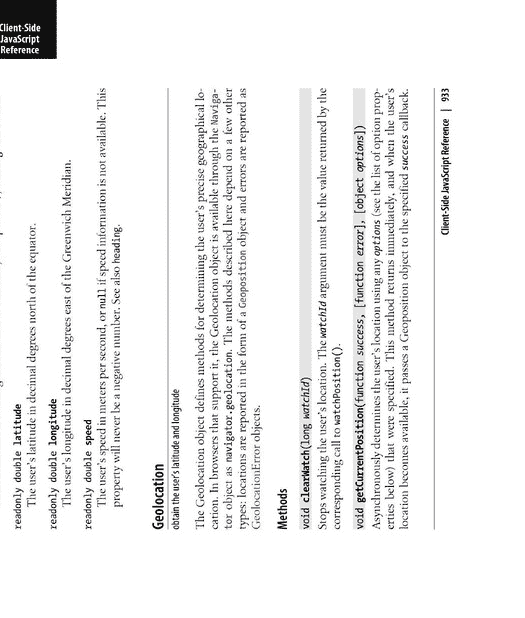 Client-Side
JavaScript
Reference
readonly double latitude
The user's latitude in decimal degrees north of the equator.
readonly double longitude
The user's longitude in decimal degrees east of the Greenwich Meridian.
readonly double speed
The user's speed in meters per second, or null if speed information is not available. This
property will never be a negative number. See also heading.
Geolocation
obtain the user's latitude and longitude
The Geolocation object defines methods for determining the user's precise geographical lo-
cation. In browsers that support it, the Geolocation object is available through the Naviga-
tor object as navigator.geolocation. The methods described here depend on a few other
types: locations are reported in the form of a Geoposition object and errors are reported as
GeolocationError objects.
Methods
void clearWatch(long watchId)
Stops watching the user's location. The watchId argument must be the value returned by the
corresponding call to watchPosition().
void getCurrentPosition(function success, [function error], [object options])
Asynchronously determines the user's location using any options (see the list of option prop-
erties below) that were specified. This method returns immediately, and when the user's
location becomes available, it passes a Geoposition object to the specified success callback.
Client-Side JavaScript Reference | 933